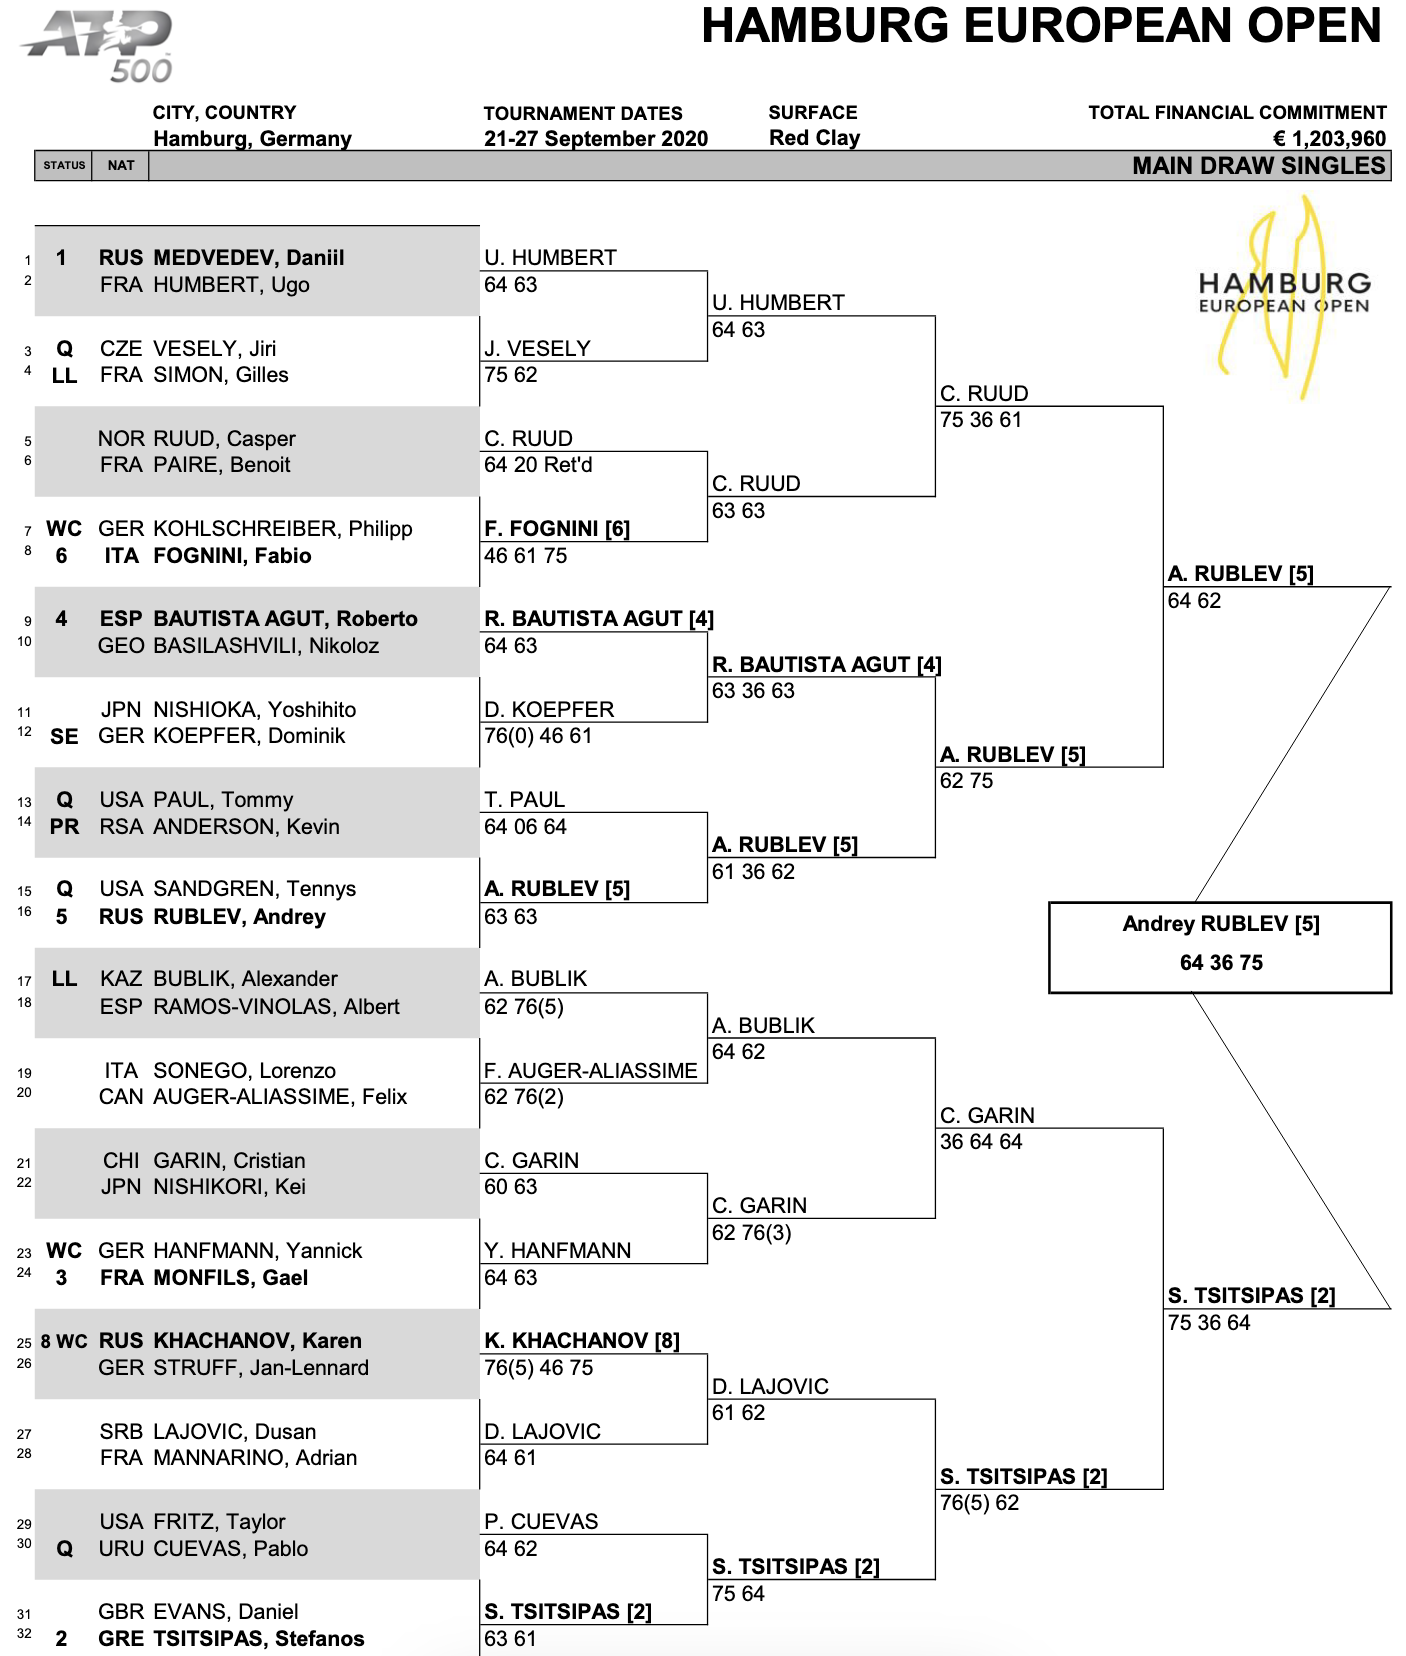 ATP
500
HAMBURG EUROPEAN OPEN
CITY, COUNTRY TOURNAMENT DATES SURFACE TOTAL FINANCIAL COMMITMENT
Hamburg, Germany 21-27 September 2020 Red Clay € 1,203,960
STATUS NAT MAIN DRAW SINGLES
HAMBURG
EUROPEAN OPEN
1 1 RUS MEDVEDEV, Daniil U. HUMBERT
2 FRA HUMBERT, Ugo 64 63
U. HUMBERT
64 63
3 Q CZE VESELY, Jiri J. VESELY
4 LL FRA SIMON, Gilles 75 62
C. RUUD
75 36 61
5 NOR RUUD, Casper C. RUUD
6 FRA PAIRE, Benoit 64 20 Ret'd
C. RUUD
63 63
7 WC GER KOHLSCHREIBER, Philipp F. FOGNINI [6]
8 6 ITA FOGNINI, Fabio 46 61 75
A. RUBLEV [5]
64 62
9 4 ESP BAUTISTA AGUT, Roberto R. BAUTISTA AGUT [4]
10 GEO BASILASHVILI, Nikoloz 64 63
R. BAUTISTA AGUT [4]
63 36 63
11 JPN NISHIOKA, Yoshihito D. KOEPFER
12 SE GER KOEPFER, Dominik 76(0) 46 61
A. RUBLEV [5]
62 75
13 Q USA PAUL, Tommy T. PAUL
14 PR RSA ANDERSON, Kevin 64 06 64
A. RUBLEV [5]
61 36 62
15 Q USA SANDGREN, Tennys A. RUBLEV [5]
16 5 RUS RUBLEV, Andrey 63 63
Andrey RUBLEV [5]
64 36 75
17 LL KAZ BUBLIK, Alexander A. BUBLIK
18 ESP RAMOS-VINOLAS, Albert 62 76(5)
A. BUBLIK
64 62
19 ITA SONEGO, Lorenzo F. AUGER-ALIASSIME
20 CAN AUGER-ALIASSIME, Felix 62 76(2)
C. GARIN
36 64 64
21 CHI GARIN, Cristian C. GARIN
22 JPN NISHIKORI, Kei 60 63
C. GARIN
62 76(3)
23 WC GER HANFMANN, Yannick Y. HANFMANN
24 3 FRA MONFILS, Gael 64 63
S. TSITSIPAS [2]
75 36 64
25 8 WC RUS KHACHANOV, Karen K. KHACHANOV [8]
26 GER STRUFF, Jan-Lennard 76(5) 46 75
D. LAJOVIC
61 62
27 SRB LAJOVIC, Dusan D. LAJOVIC
28 FRA MANNARINO, Adrian 64 61
S. TSITSIPAS [2]
76(5) 62
29 USA FRITZ, Taylor P. CUEVAS
30 Q URU CUEVAS, Pablo 64 62
S. TSITSIPAS [2]
75 64
31 GBR EVANS, Daniel S. TSITSIPAS [2]
32 2 GRE TSITSIPAS, Stefanos 63 61